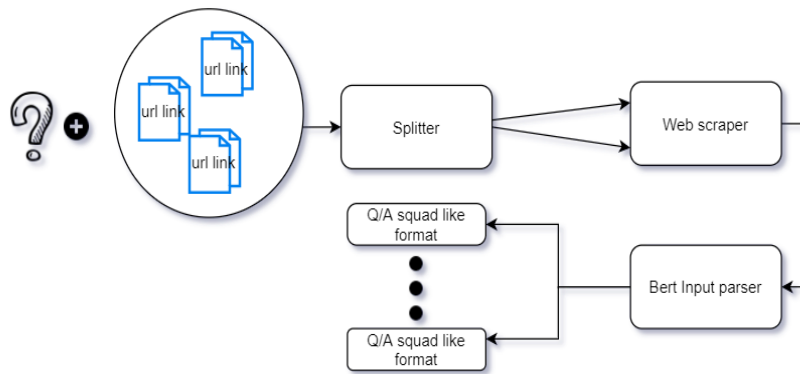 url link
url link
url link
Splitter
Web scraper
Q/A squad like
format
Bert Input parser
Q/A squad like
format